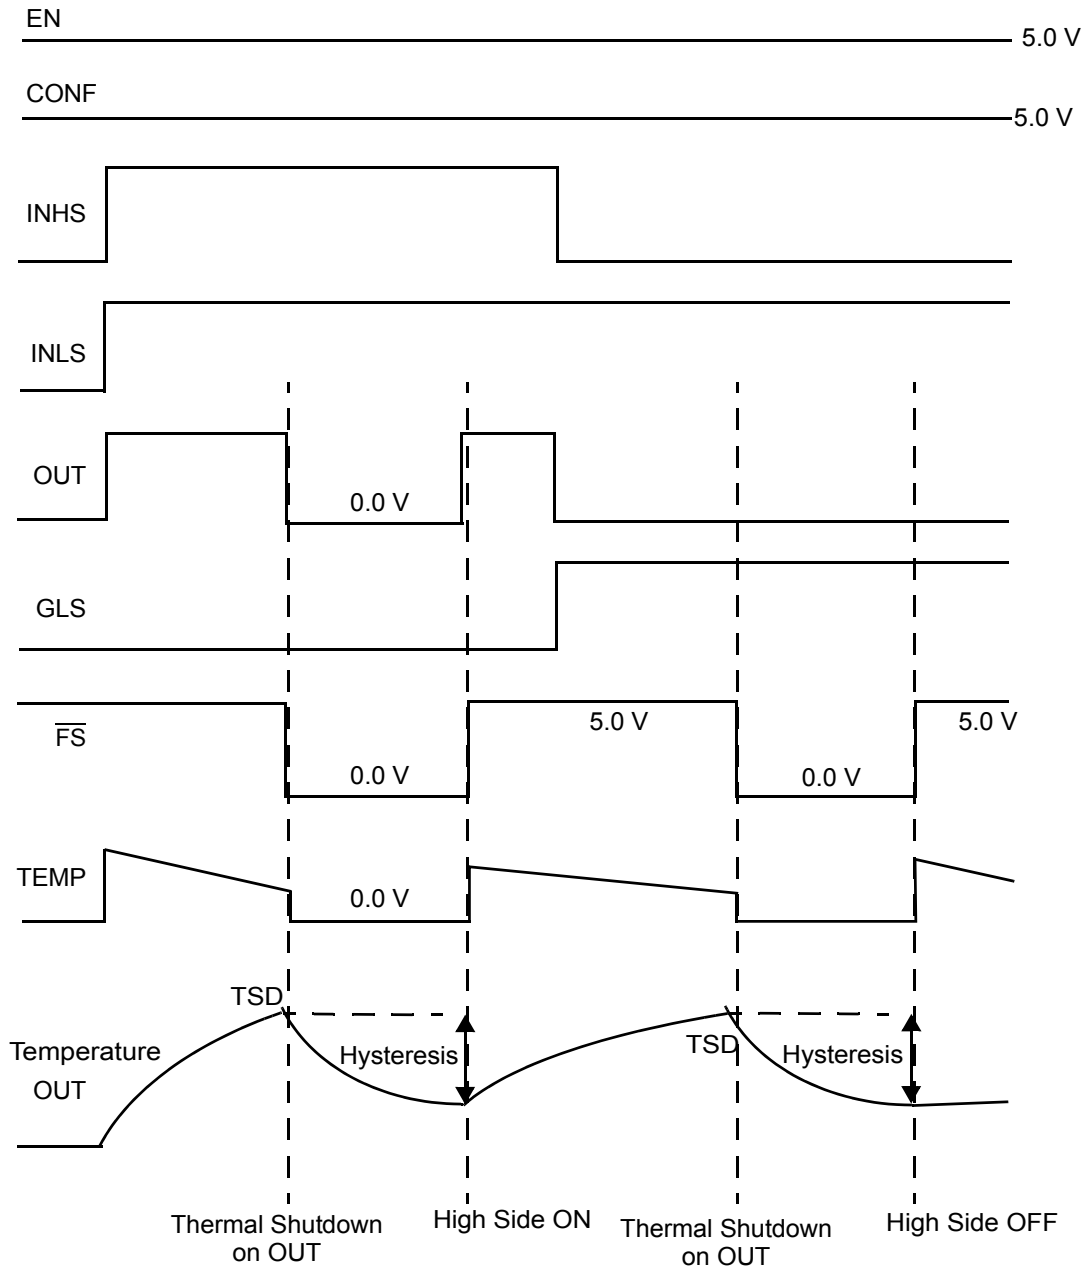 EN
5.0 V
CONF
5.0 V
INHS
INLS
OUT
0.0 V
GLS
FS
5.0 V
5.0 V
0.0 V
0.0 V
TEMP
0.0 V
TSD
Temperature
OUT
Hysteresis
TSD
Hysteresis
Thermal Shutdown
on OUT
High Side ON
Thermal Shutdown
on OUT
High Side OFF